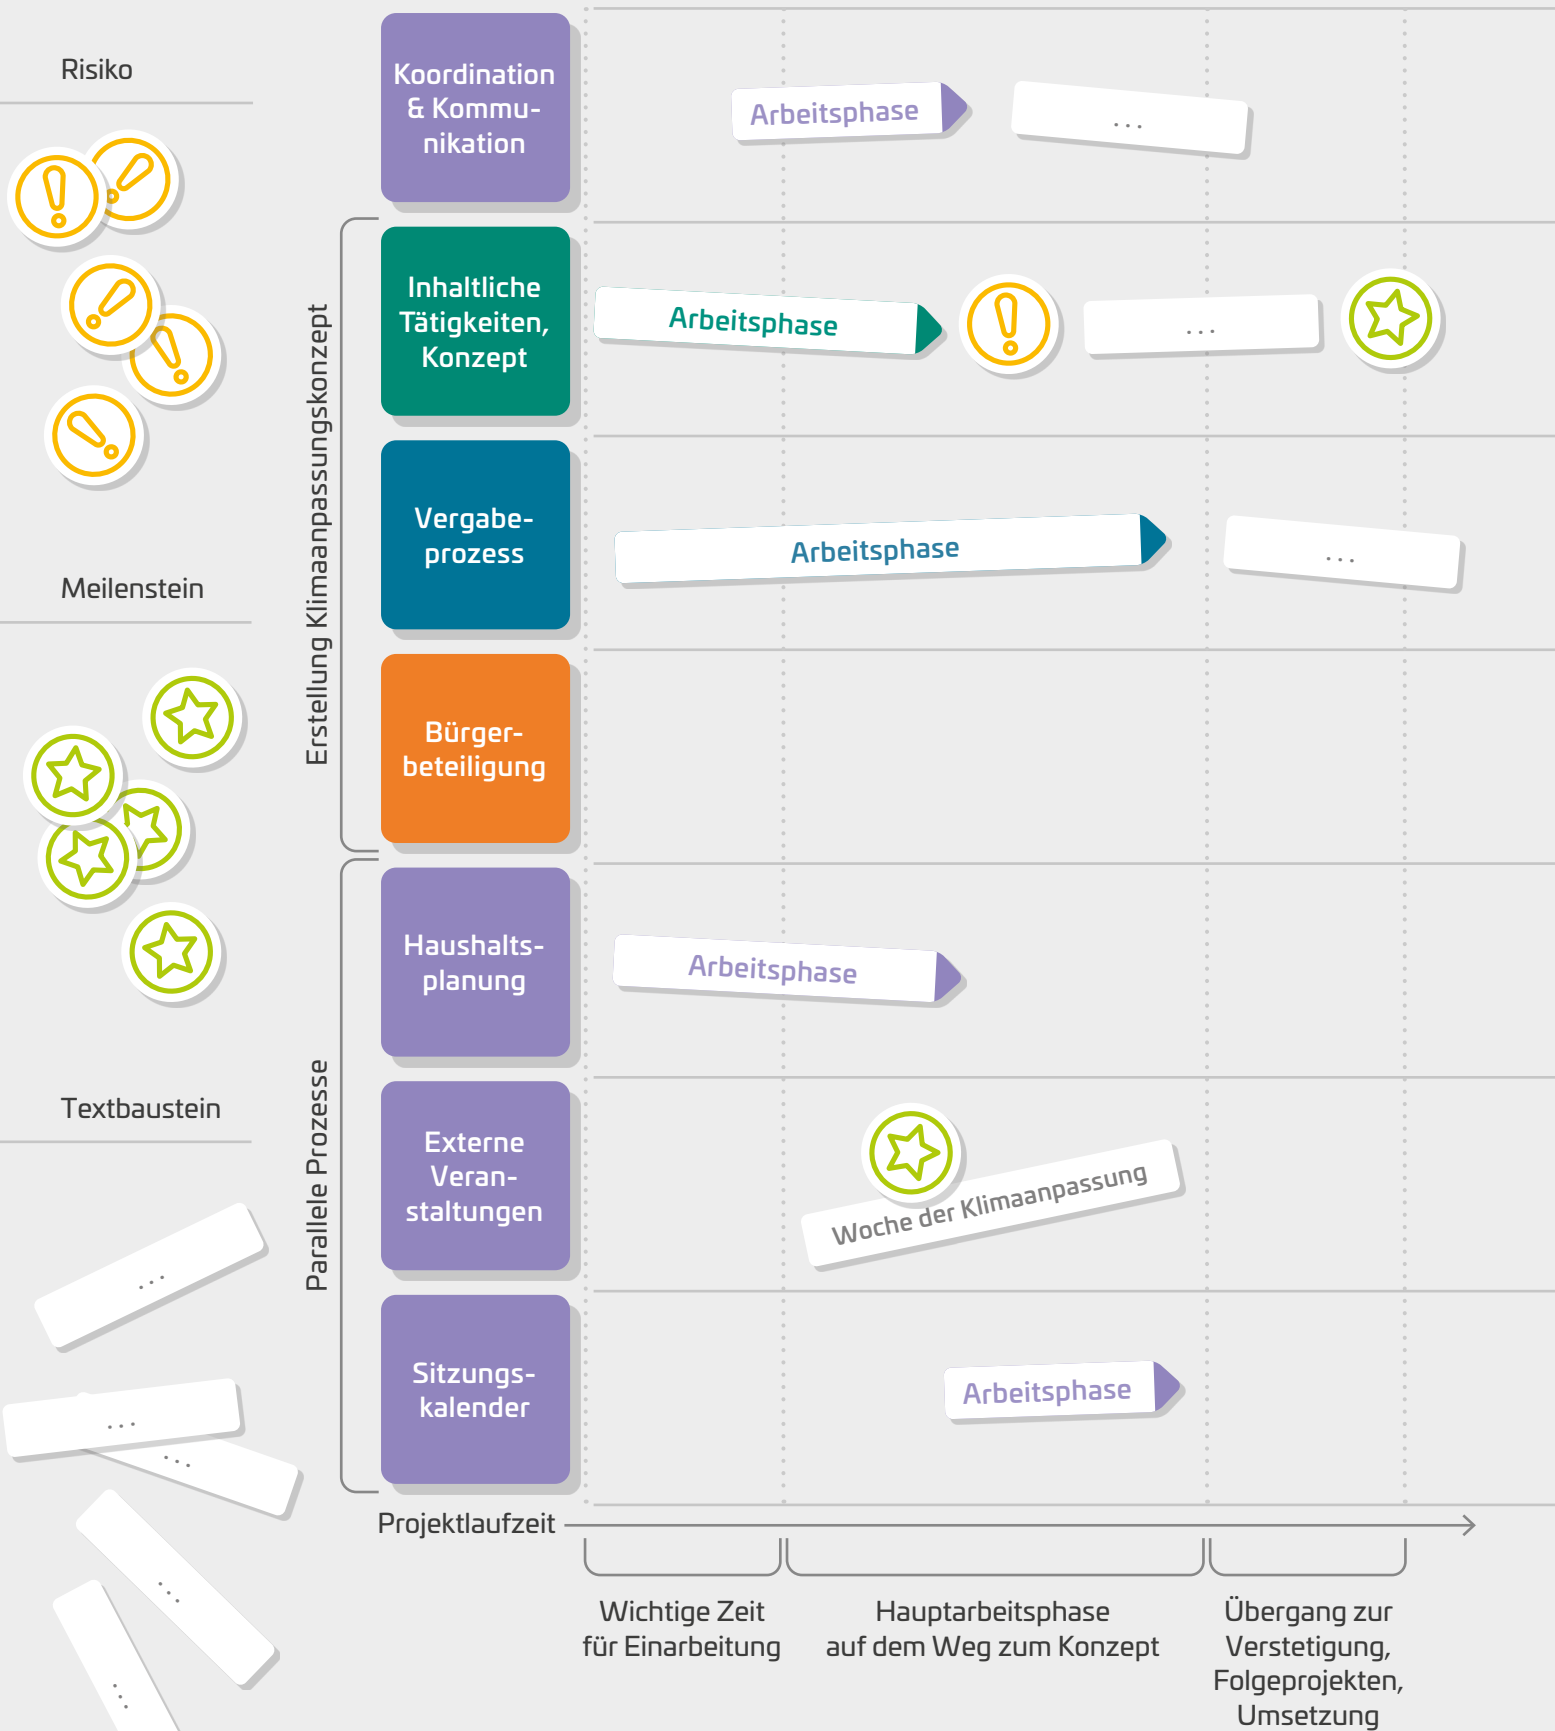 Risiko
Meilenstein
Textbaustein
...
...
...
...
...
Erstellung Klimaanpassungskonzept
Parallele Prozesse
Koordination
& Kommu-
nikation
Arbeitsphase
...
Inhaltliche
Tätigkeiten,
Konzept
Arbeitsphase
...
Vergabe-
prozess
Arbeitsphase
...
Bürger-
beteiligung
Haushalts-
planung
Arbeitsphase
Externe
Veran-
staltungen
Woche der Klimaanpassung
Sitzungs-
kalender
Arbeitsphase
Projektlaufzeit
Wichtige Zeit
für Einarbeitung
Hauptarbeitsphase
auf dem Weg zum Konzept
Übergang zur
Verstetigung,
Folgeprojekten,
Umsetzung